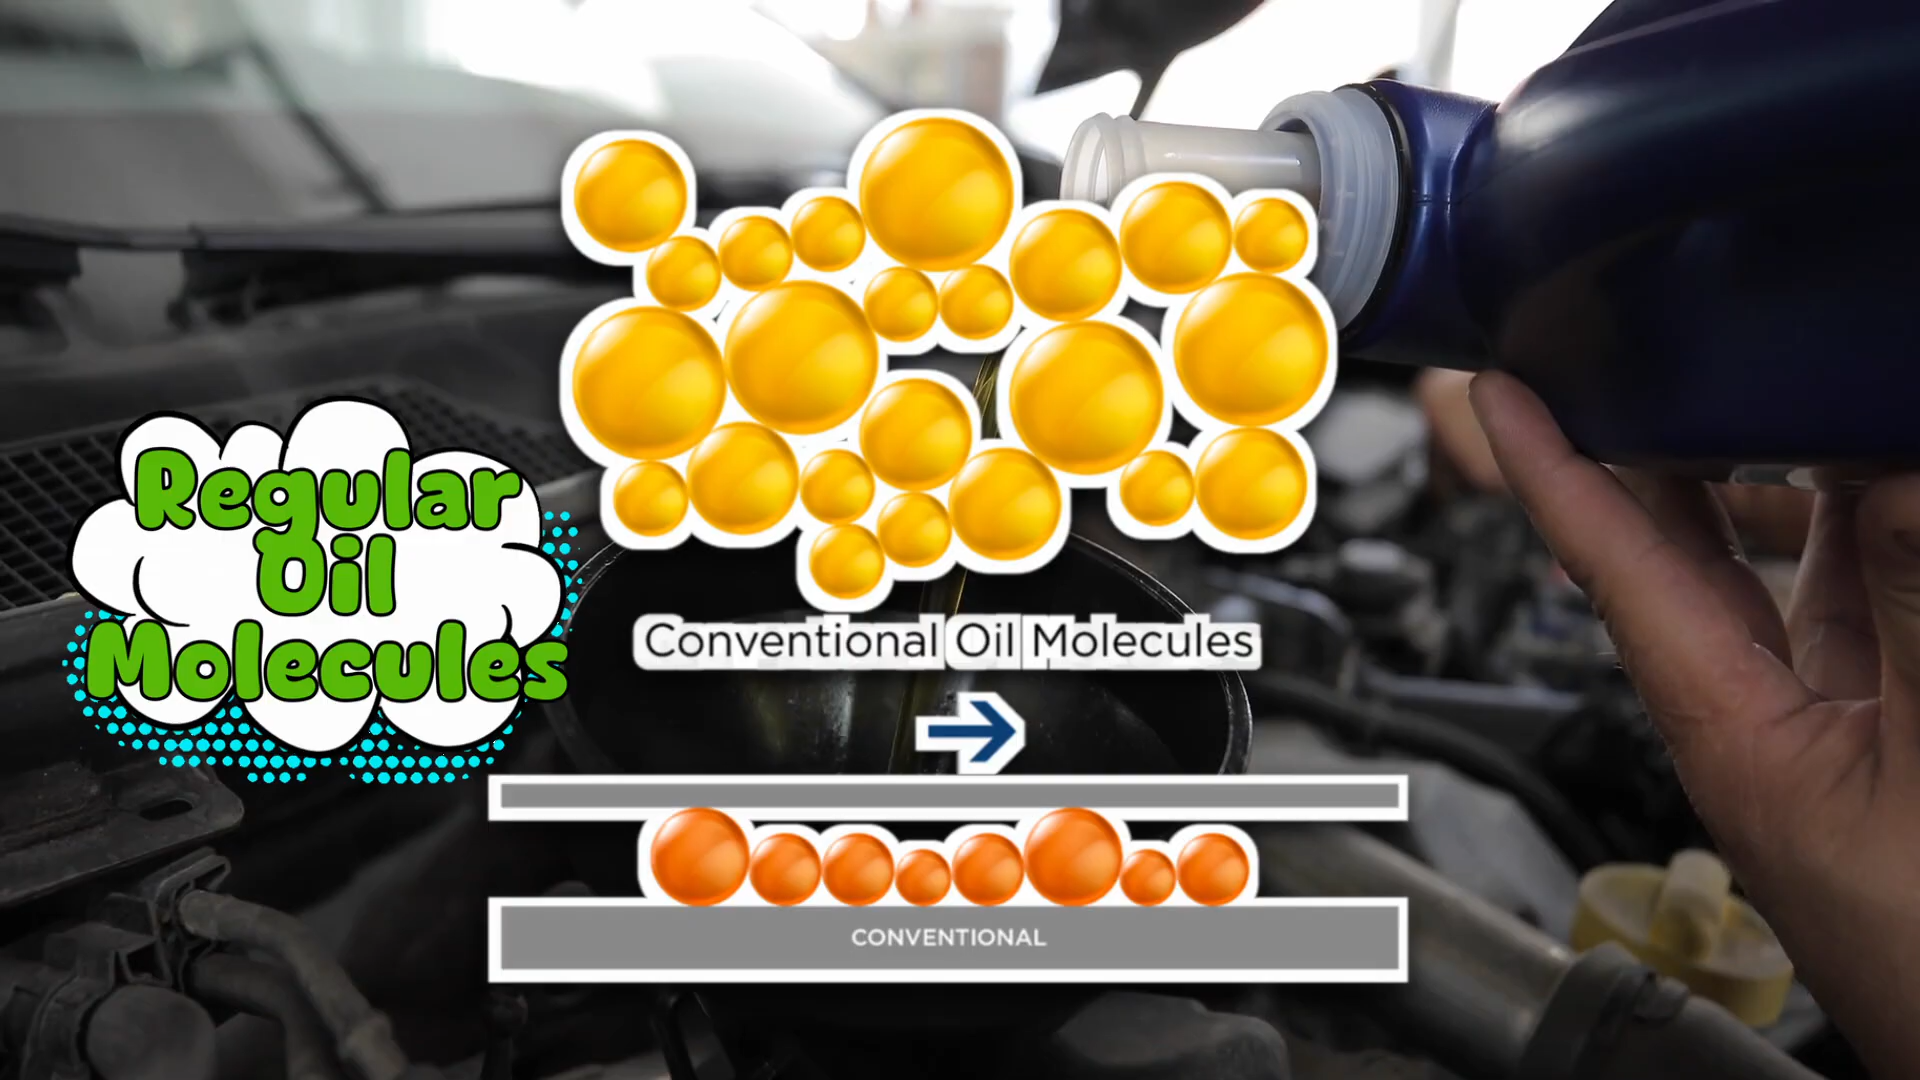 Regular
Oil
Molecules
Conventional Oil Molecules
CONVENTIONAL